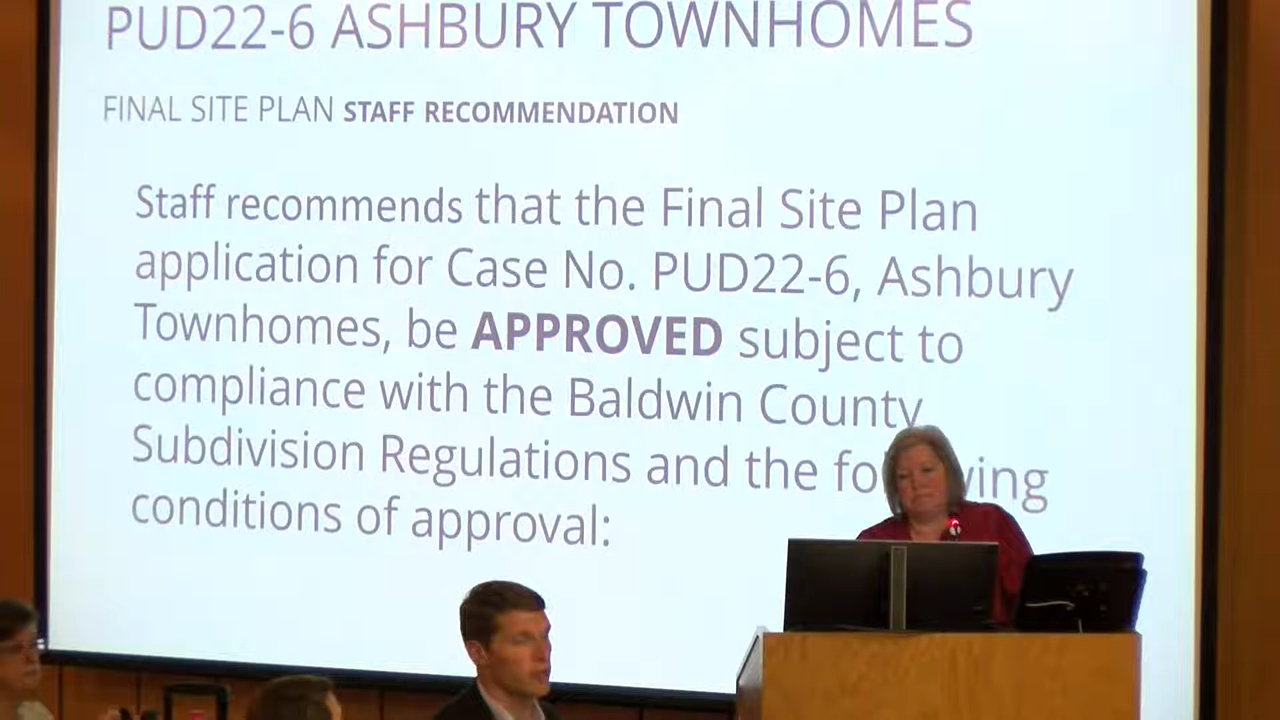 PUD22-6 ASHBURY TOWNHOMES
FINAL SITE PLAN STAFF RECOMMENDATION
Staff recommends that the Final Site Plan
application for Case No. PUD22-6, Ashbury
Townhomes, be APPROVED subject to
compliance with the Baldwin County
Subdivision Regulations and the
conditions of approval: